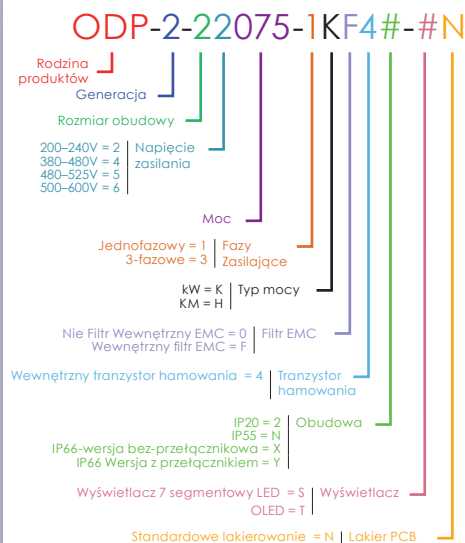 ODP-2-22075-1KF4#-#N
Rodzina
produktów
Generacja
Rozmiar obudowy
200–240V = 2
380–480V = 4
480–525V = 5
500–600V = 6
Napięcie
zasilania
Moc
Jednofazowy = 1
3-fazowe = 3
Fazy
Zasilające
kW = K
KM = H
Typ mocy
Nie Filtr Wewnętrzny EMC = 0
Wewnętrzny filtr EMC = F
Filtr EMC
Wewnętrzny tranzystor hamowania = 4
Tranzystor
hamowania
IP20 = 2
IP55 = N
IP66-wersja bez-przełącznikowa = X
IP66 Wersja z przełącznikiem = Y
Obudowa
Wyświetlacz 7 segmentowy LED = S
OLED = T
Wyświetlacz
Standardowe lakierowanie = N
Lakier PCB